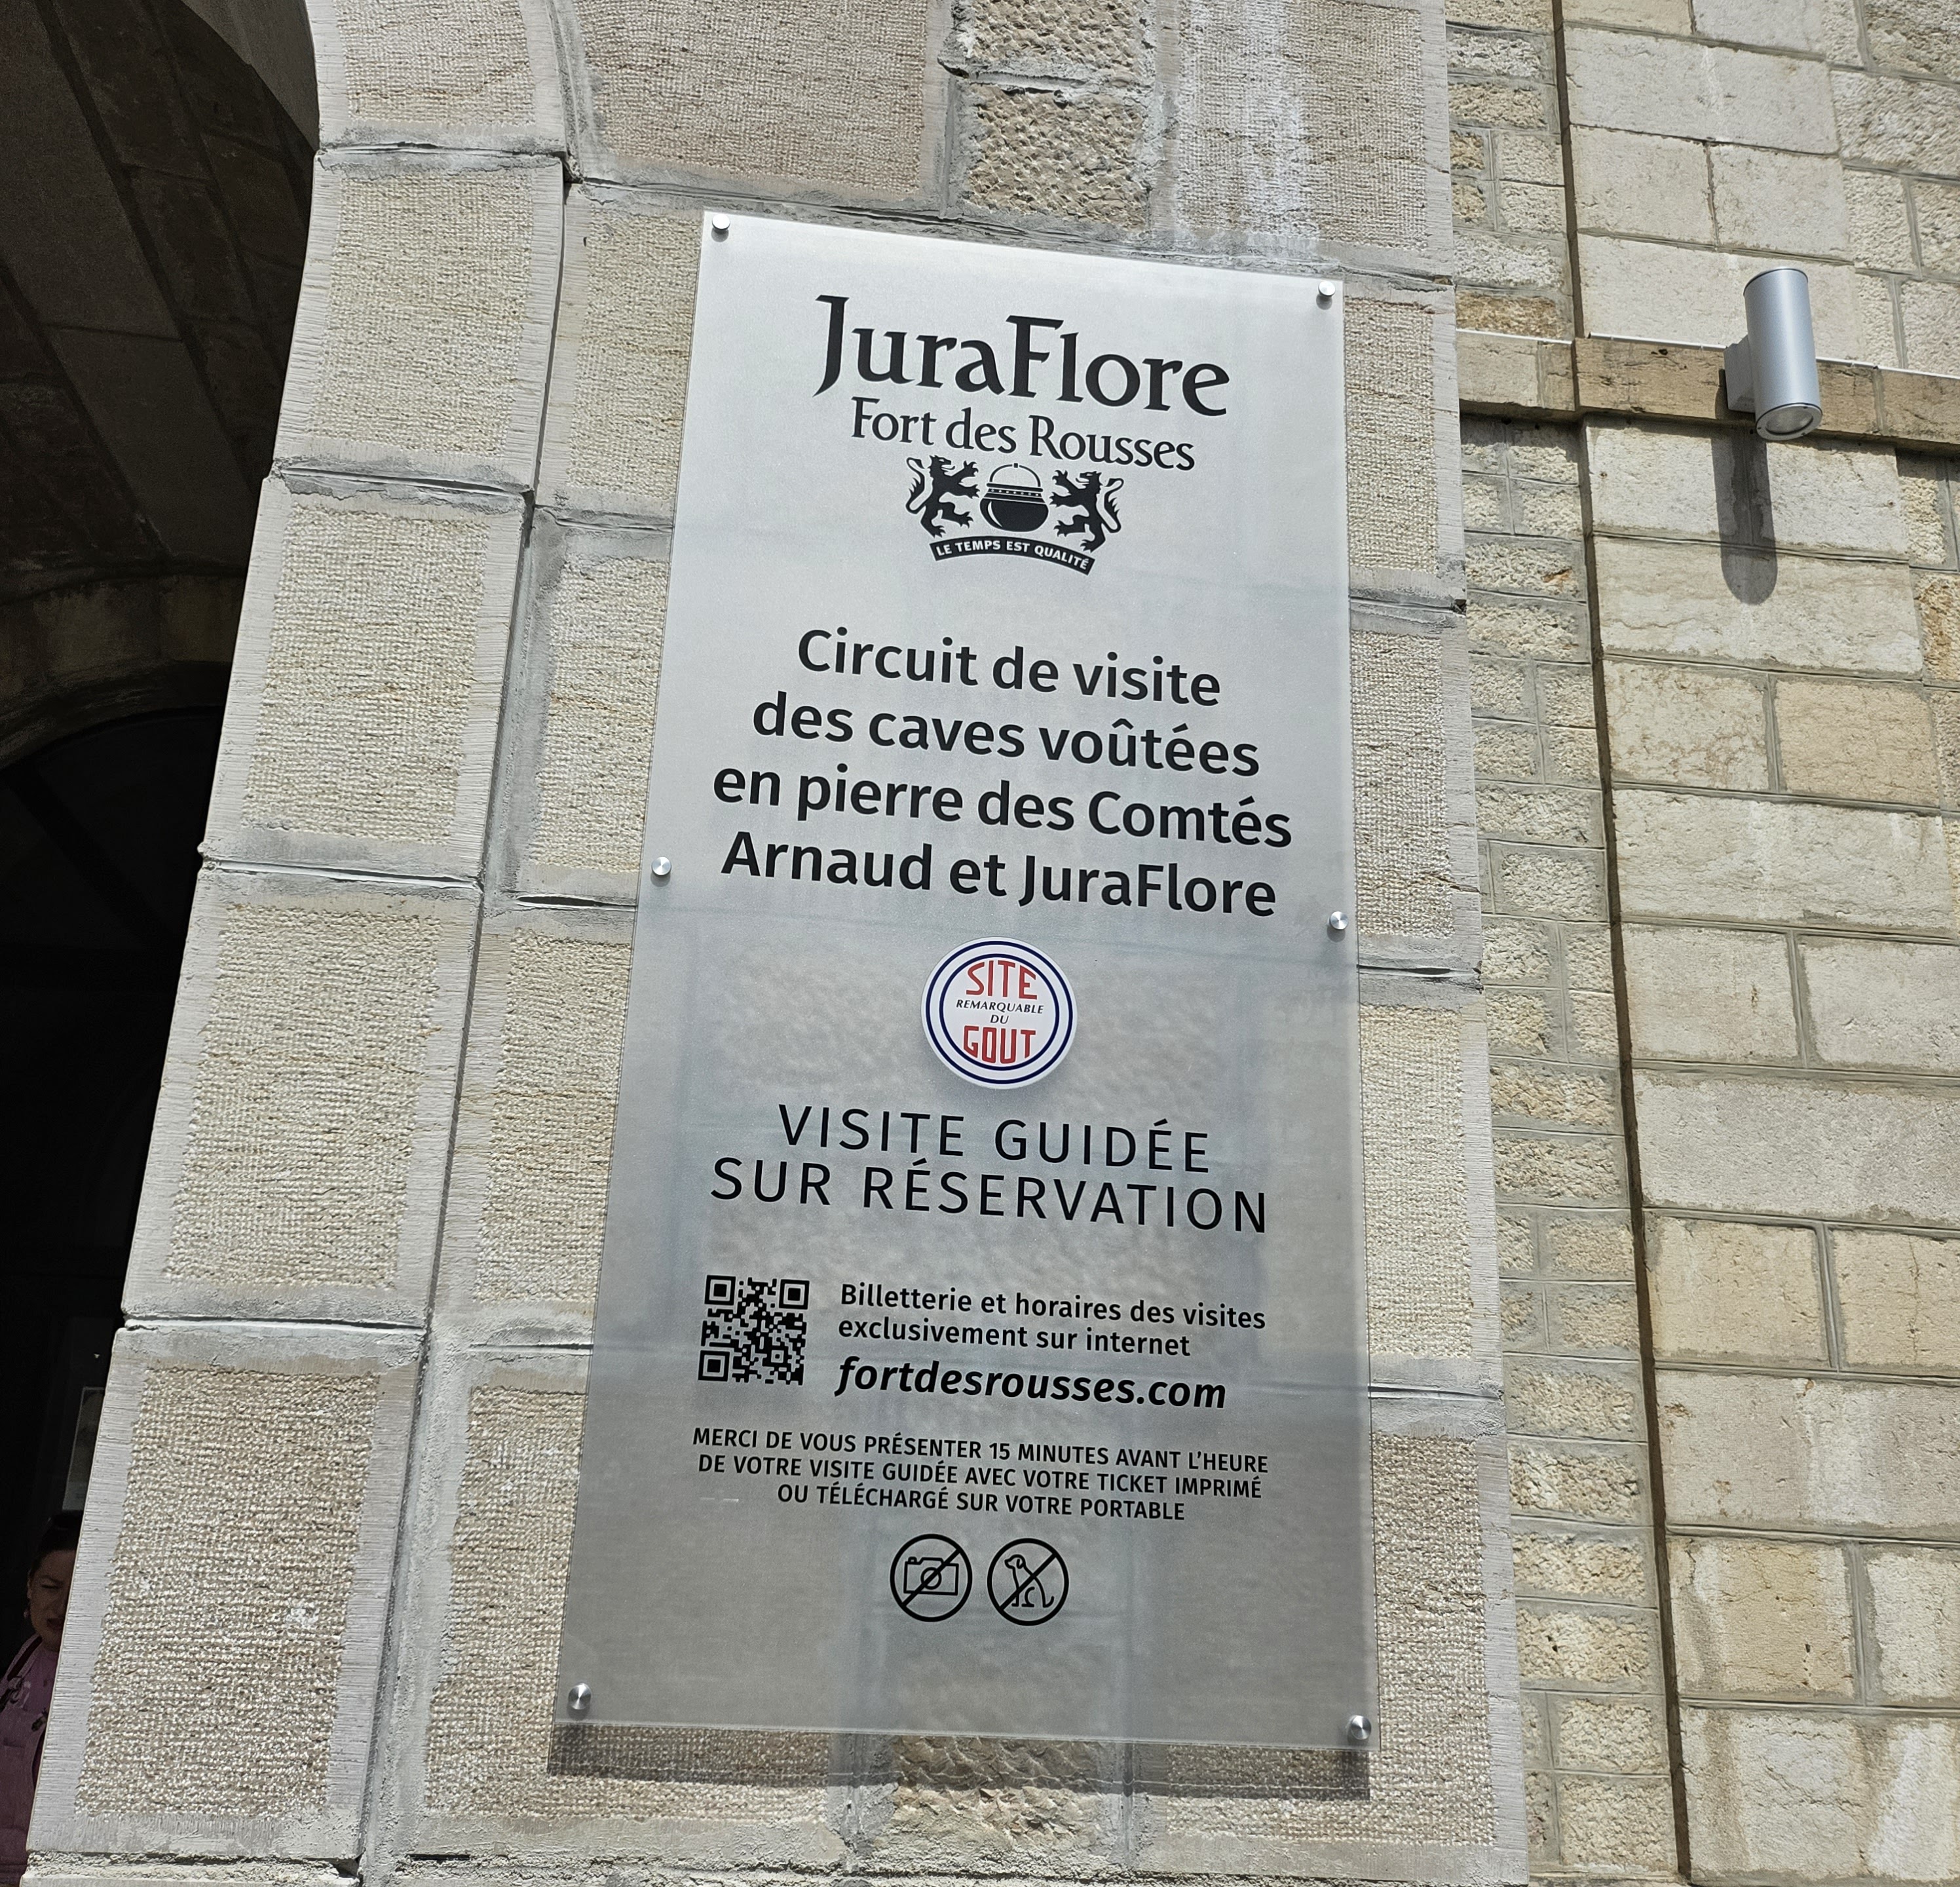 JuraFlore
Fort des Rousses
LE TEMPS EST QUALITÉ
Circuit de visite
des caves voûtées
en pierre des Comtés
Arnaud et JuraFlore
SITE
REMARQUABLE
DU
GOUT
VISITE GUIDÉE
SUR RÉSERVATION
Billetterie et horaires des visites
exclusivement sur internet
fortdesrousses.com
MERCI DE VOUS PRÉSENTER 15 MINUTES AVANT L'HEURE
DE VOTRE VISITE GUIDÉE AVEC VOTRE TICKET IMPRIMÉ
OU TÉLÉCHARGÉ SUR VOTRE PORTABLE